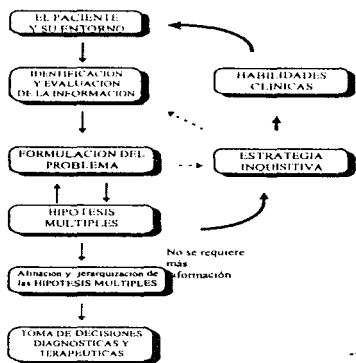 EL PACIENTE
Y SU ENTORNO
IDENTIFICACION
Y EVALUACION
DE LA INFORMACION
HABILIDADES
CLINICAS
FORMULACION DEL
PROBLEMA
ESTRATEGIA
INQUISITIVA
HIPOTESIS
MULTIPLES
No se requiere
más
información
Afinación y jerarquización de
las HIPOTESIS MULTIPLES
TOMA DE DECISIONES
DIAGNOSTICAS Y
TERAPEUTICAS